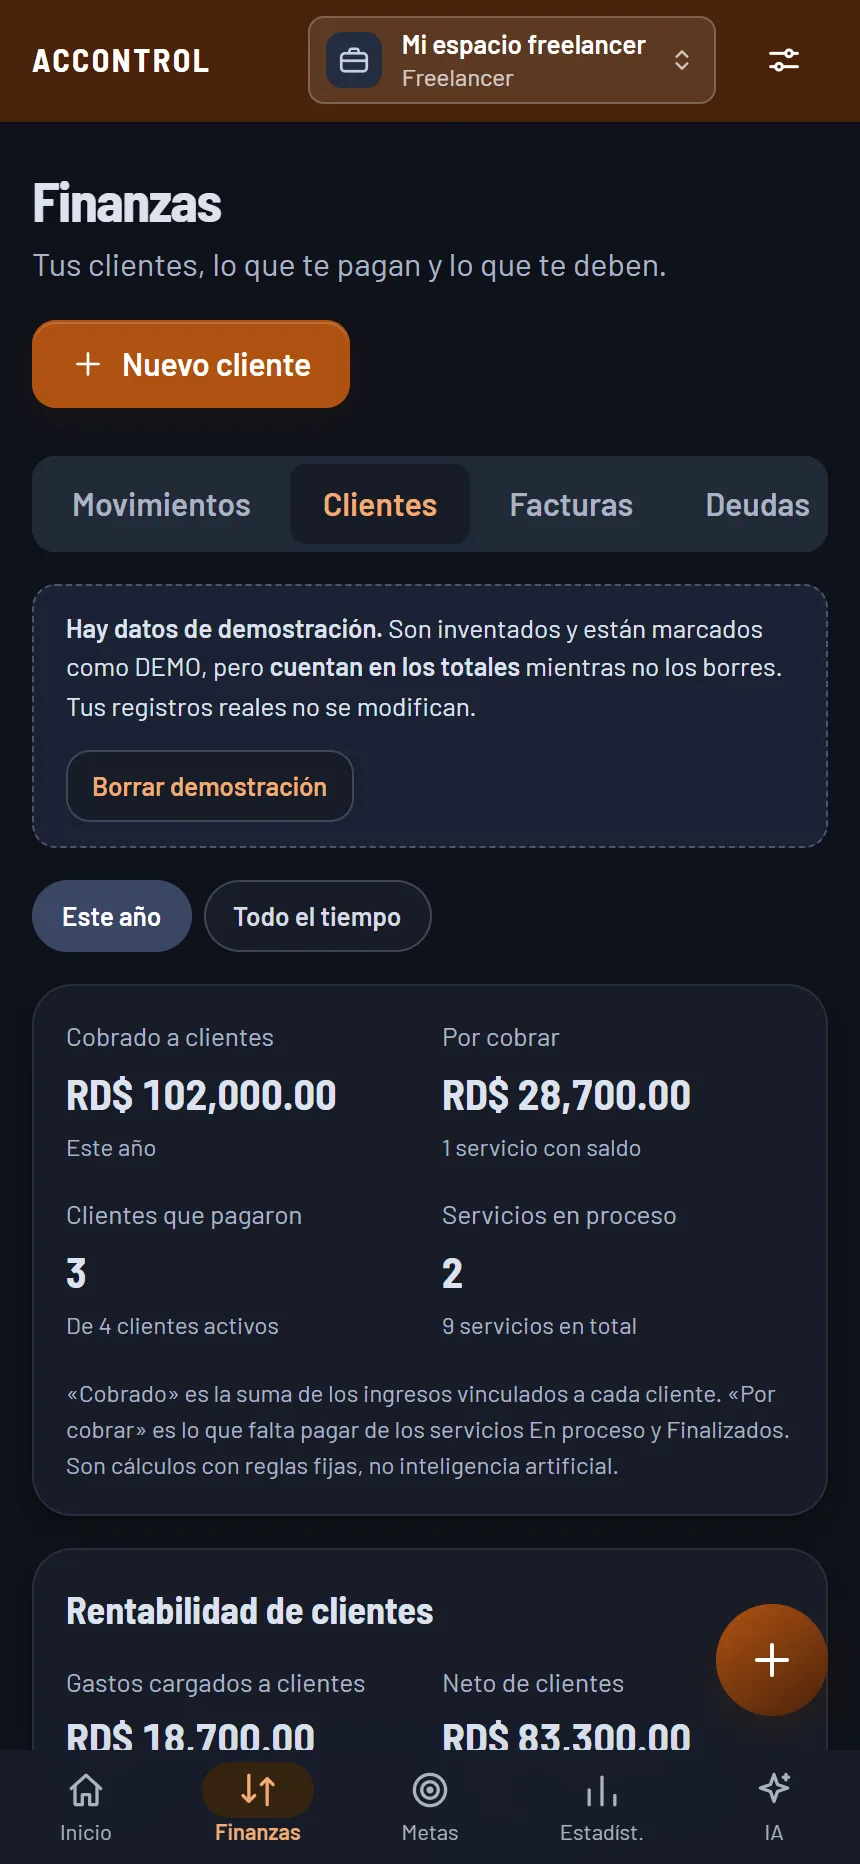 ACCONTROL
Mi espacio freelancer
Freelancer
Finanzas
Tus clientes, lo que te pagan y lo que te deben.
Nuevo cliente
Movimientos
Clientes
Facturas
Deudas
Hay datos de demostración. Son inventados y están marcados
como DEMO, pero cuentan en los totales mientras no los borres.
Tus registros reales no se modifican.
Borrar demostración
Este año
Todo el tiempo
Cobrado a clientes
RD$ 102,000.00
Este año
Por cobrar
RD$ 28,700.00
1 servicio con saldo
Clientes que pagaron
3
De 4 clientes activos
Servicios en proceso
2
9 servicios en total
«Cobrado» es la suma de los ingresos vinculados a cada cliente. «Por
cobrar» es lo que falta pagar de los servicios En proceso y Finalizados.
Son cálculos con reglas fijas, no inteligencia artificial.
Rentabilidad de clientes
Gastos cargados a clientes
RD$ 18,700.00
Neto de clientes
RD$ 83,300.00
Inicio
Finanzas
Metas
Estadíst.
IA